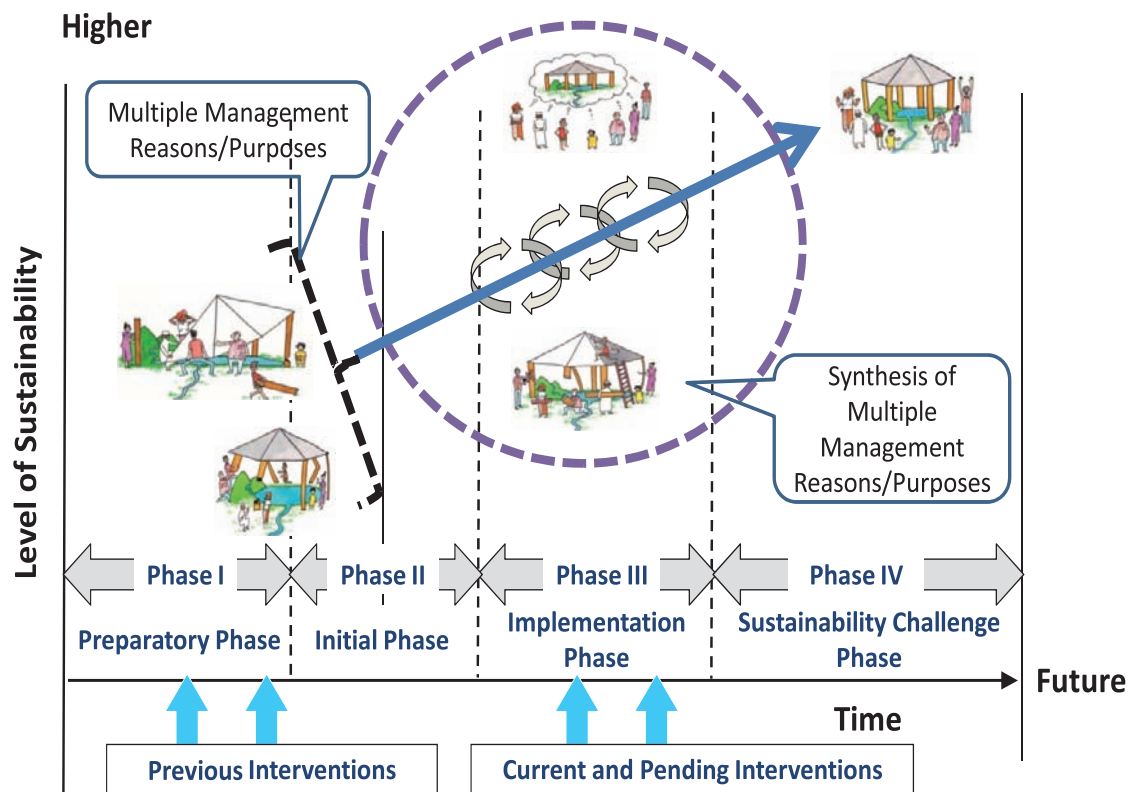 Higher
Multiple Management
Reasons/Purposes
Level of Sustainability
Synthesis of
Multiple
Management
Reasons/Purposes
Phase I
Phase II
Phase III
Phase IV
Preparatory Phase
Initial Phase
Implementation
Phase
Sustainability Challenge
Phase
Future
Time
Previous Interventions
Current and Pending Interventions